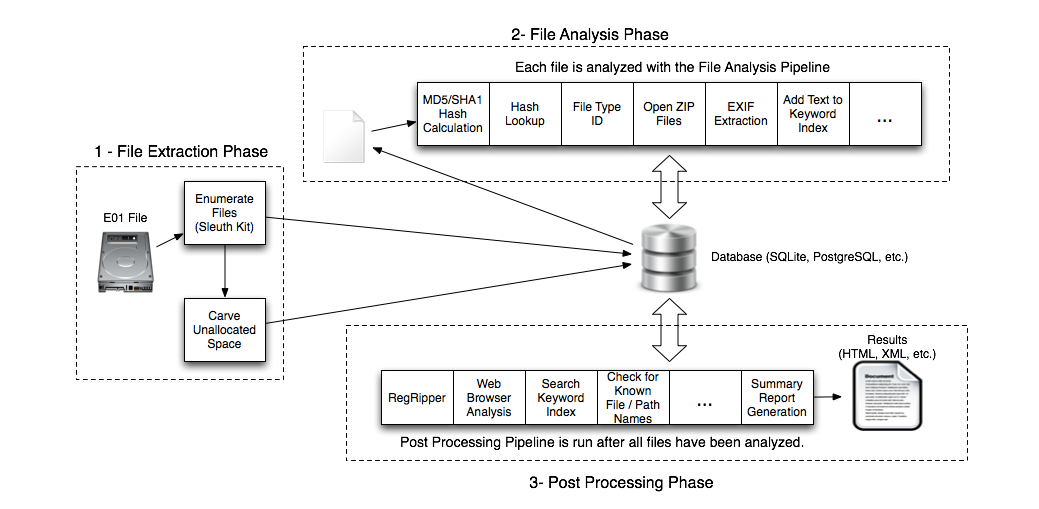 2- File Analysis Phase
Each file is analyzed with the File Analysis Pipeline
MD5/SHA1
Hash
Calculation
Hash
Lookup
File Type
ID
Open ZIP
Files
EXIF
Extraction
Add Text to
Keyword
Index
...
1 - File Extraction Phase
E01 File
Enumerate
Files
(Sleuth Kit)
Carve
Unallocated
Space
Database (SQLite, PostgreSQL, etc.)
RegRipper
Web
Browser
Analysis
Search
Keyword
Index
Check for
Known
File / Path
Names
...
Summary
Report
Generation
Results
(HTML, XML, etc.)
Document
Post Processing Pipeline is run after all files have been analyzed.
3- Post Processing Phase